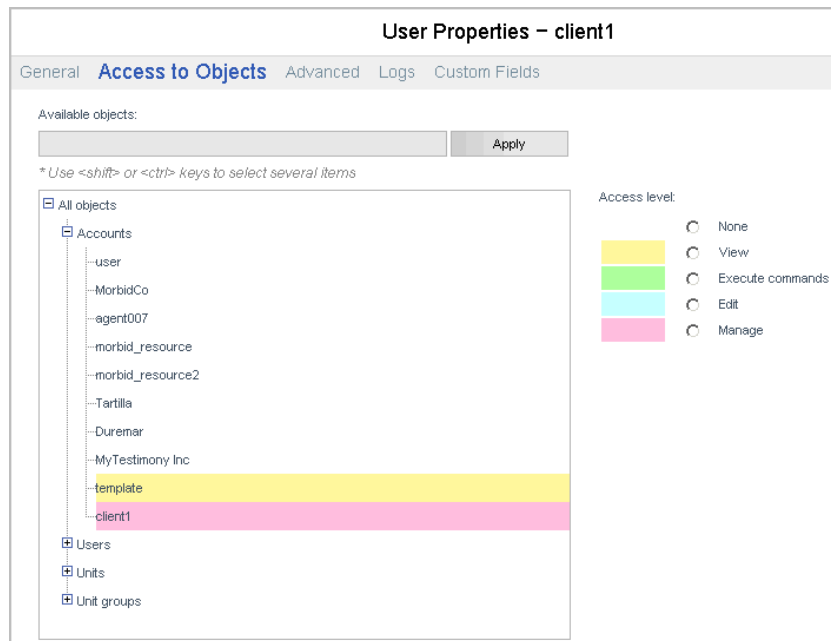 User Properties – client1
General Access to Objects Advanced Logs Custom Fields
Available objects:
Apply
* Use <shift> or <ctrl> keys to select several items
All objects
Accounts
user
MorbidCo
agent007
morbid_resource
morbid_resource2
Tartilla
Duremar
MyTestimony Inc
template
client1
Users
Units
Unit groups
Access level:
None
View
Execute commands
Edit
Manage